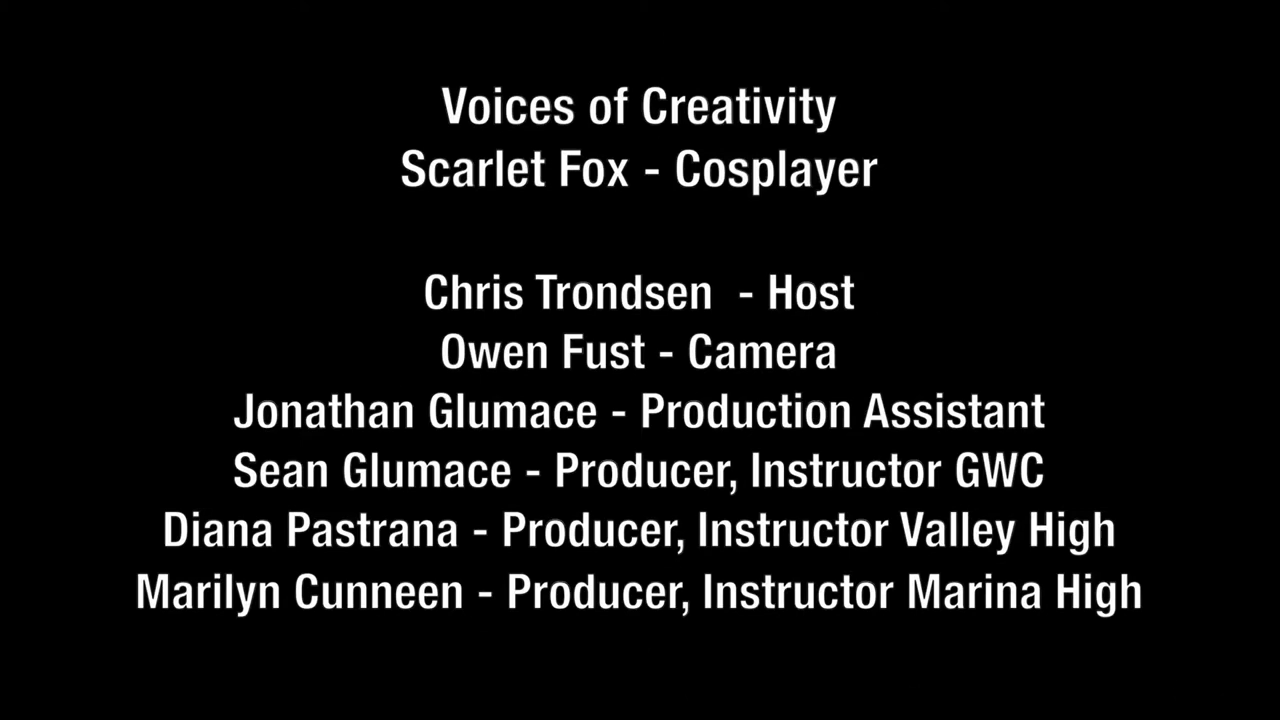 Voices of Creativity
Scarlet Fox - Cosplayer
Chris Trondsen  - Host
Owen Fust - Camera
Jonathan Glumace - Production Assistant
Sean Glumace - Producer, Instructor GWC
Diana Pastrana - Producer, Instructor Valley High
Marilyn Cunneen - Producer, Instructor Marina High